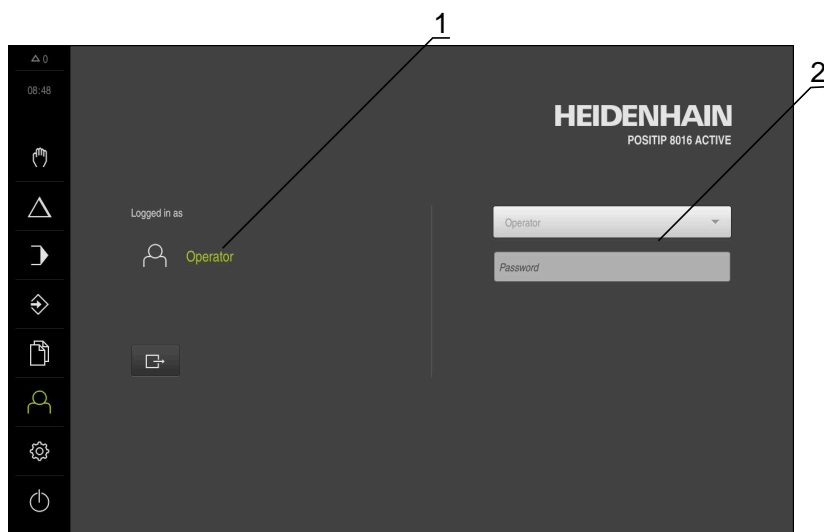 1
2
0
08:48
HEIDENHAIN
POSITIP 8016 ACTIVE
Logged in as
Operator
Operator
Password